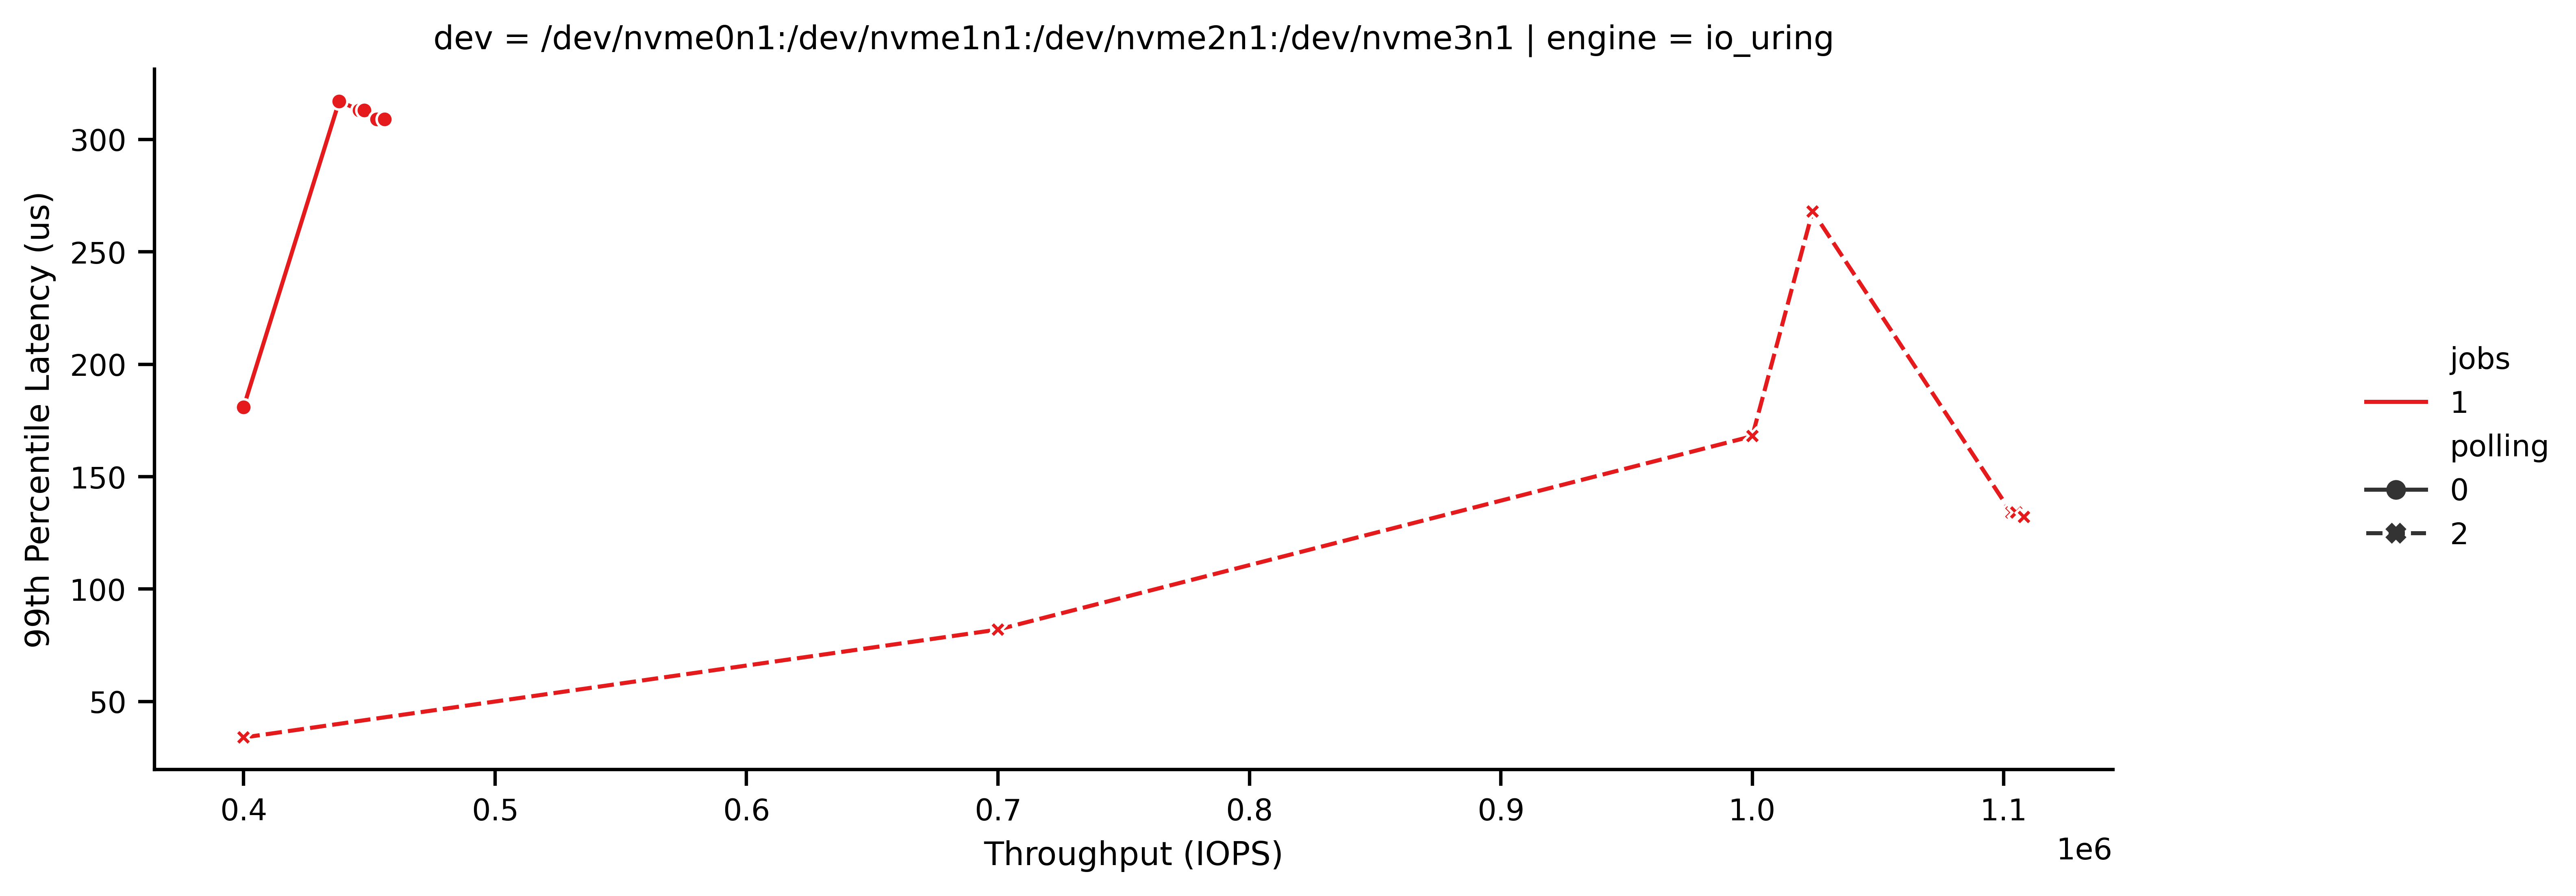 dev = /dev/nvme0n1:/dev/nvme1n1:/dev/nvme2n1:/dev/nvme3n1 | engine = io_uring
99th Percentile Latency (us)
300
250
200
150
100
50
0.4 0.5 0.6 0.7 0.8 0.9 1.0 1.1
1e6
Throughput (IOPS)
jobs
1
polling
0
2